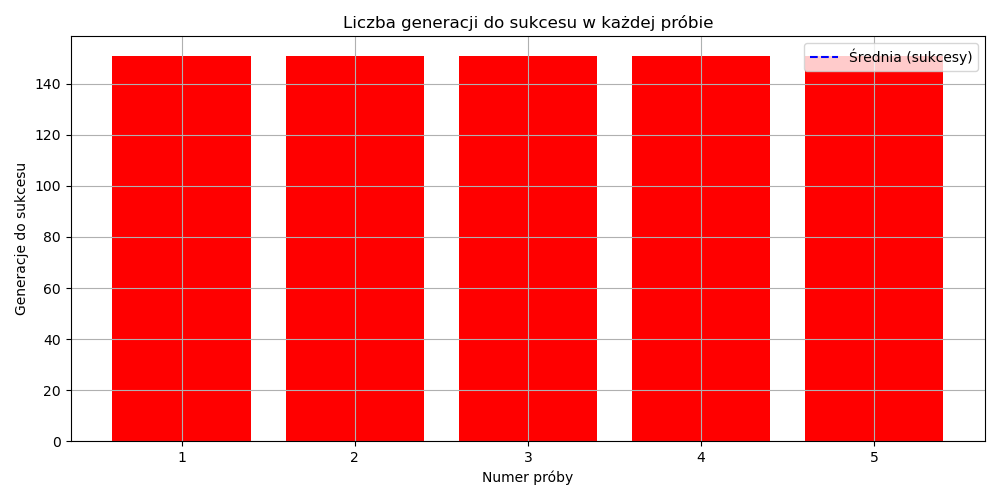 Liczba generacji do sukcesu w każdej próbie
Średnia (sukcesy)
Generacje do sukcesu
140
120
100
80
60
40
20
0
1 2 3 4 5
Numer próby